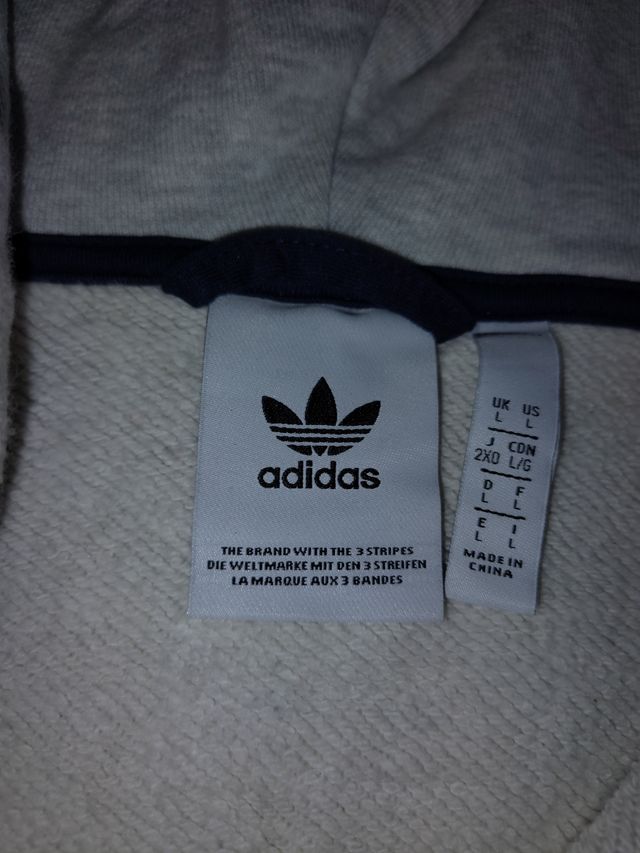 adidas
THE BRAND WITH THE 3 STRIPES
DIE WELTMARKE MIT DEN 3 STREIFEN
LA MARQUE AUX 3 BANDES
UK US
L L
J CDN
2XO L/G
D F
L L
E I
L L
MADE IN
CHINA